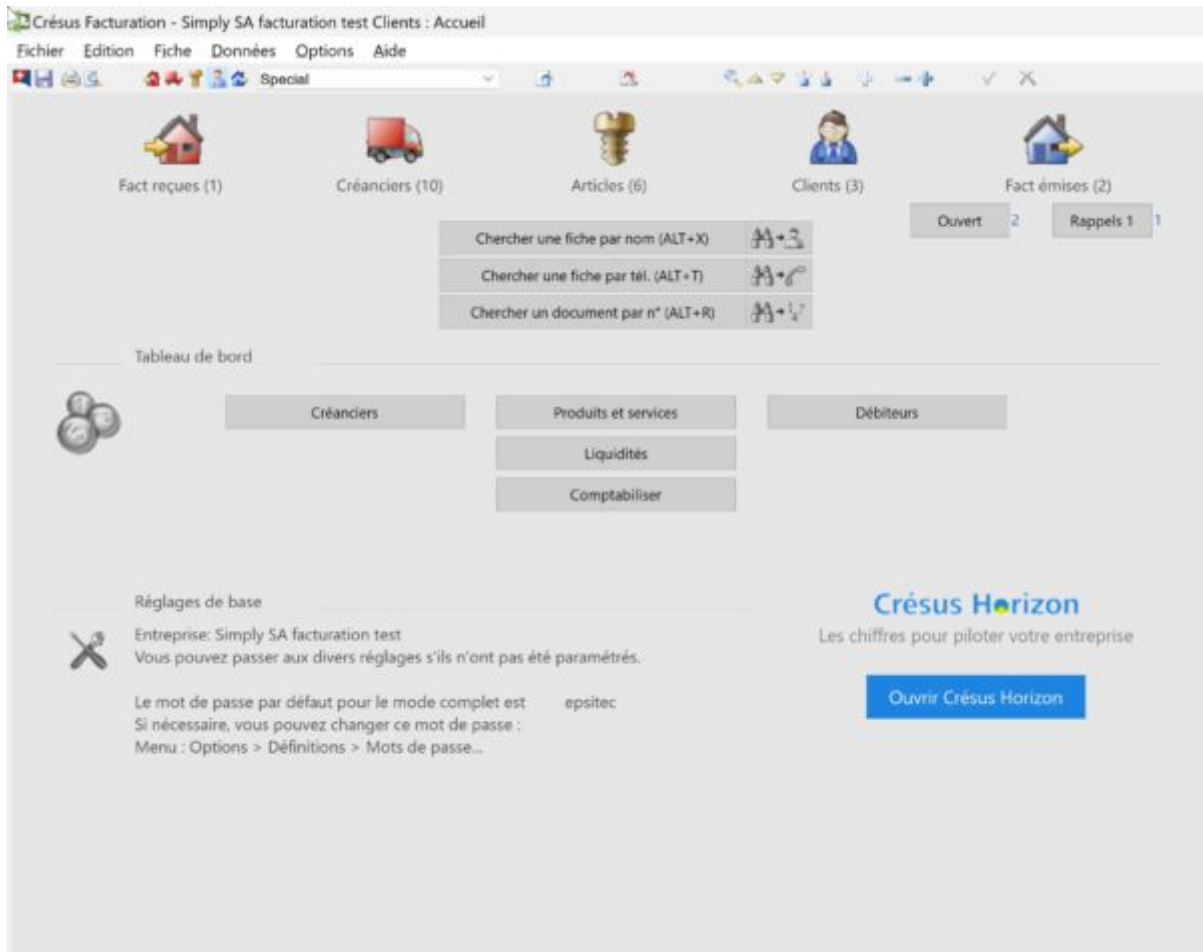 Crésus Facturation - Simply SA facturation test Clients : Accueil
Fichier Edition Fiche Données Options Aide
Special
Fact reçues (1) Créanciers (10) Articles (6) Clients (3) Fact émises (2)
Ouvert 2 Rappels 1 1
Chercher une fiche par nom (ALT+X)
Chercher une fiche par tél. (ALT+T)
Chercher un document par n° (ALT+R)
Tableau de bord
Créanciers Produits et services Débiteurs
Liquidités
Comptabiliser
Réglages de base
Entreprise: Simply SA facturation test
Vous pouvez passer aux divers réglages s'ils n'ont pas été paramétrés.
Le mot de passe par défaut pour le mode complet est epsitec
Si nécessaire, vous pouvez changer ce mot de passe :
Menu : Options > Définitions > Mots de passe...
Crésus Horizon
Les chiffres pour piloter votre entreprise
Ouvrir Crésus Horizon